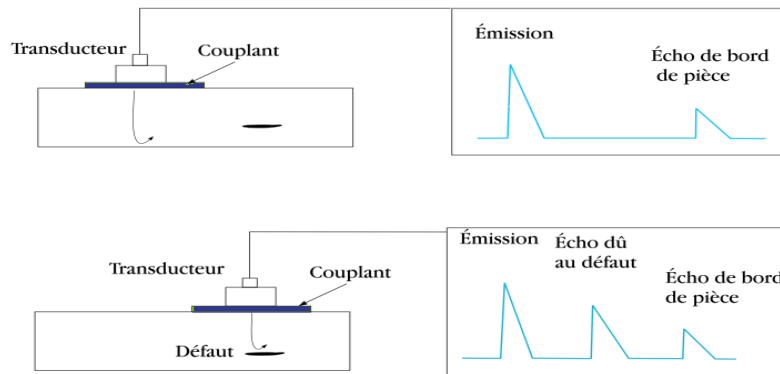 Émission
Transducteur
Couplant
Écho de bord
de pièce
Émission
Écho dû
au défaut
Transducteur
Couplant
Écho de bord
de pièce
Défaut